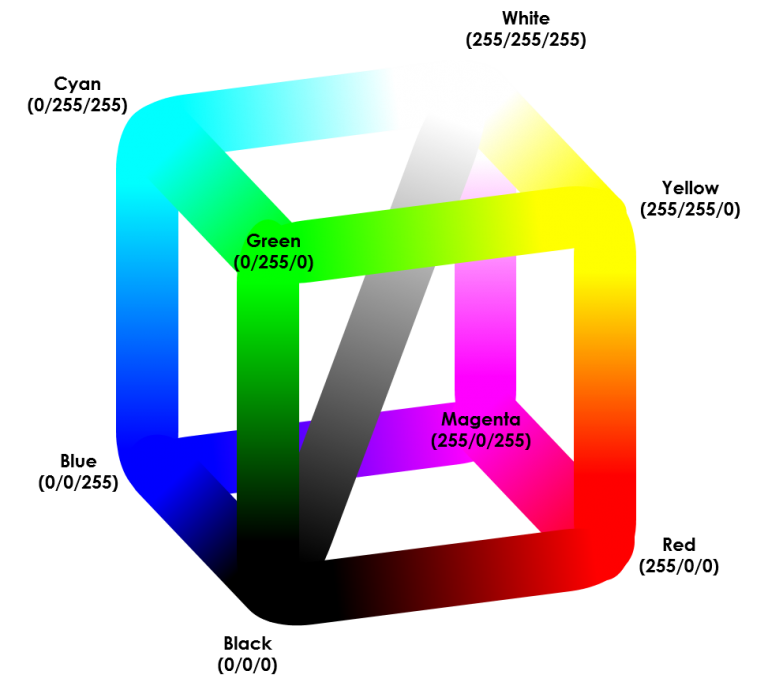 White
(255/255/255)
Cyan
(0/255/255)
Yellow
(255/255/0)
Green
(0/255/0)
Magenta
(255/0/255)
Blue
(0/0/255)
Red
(255/0/0)
Black
(0/0/0)